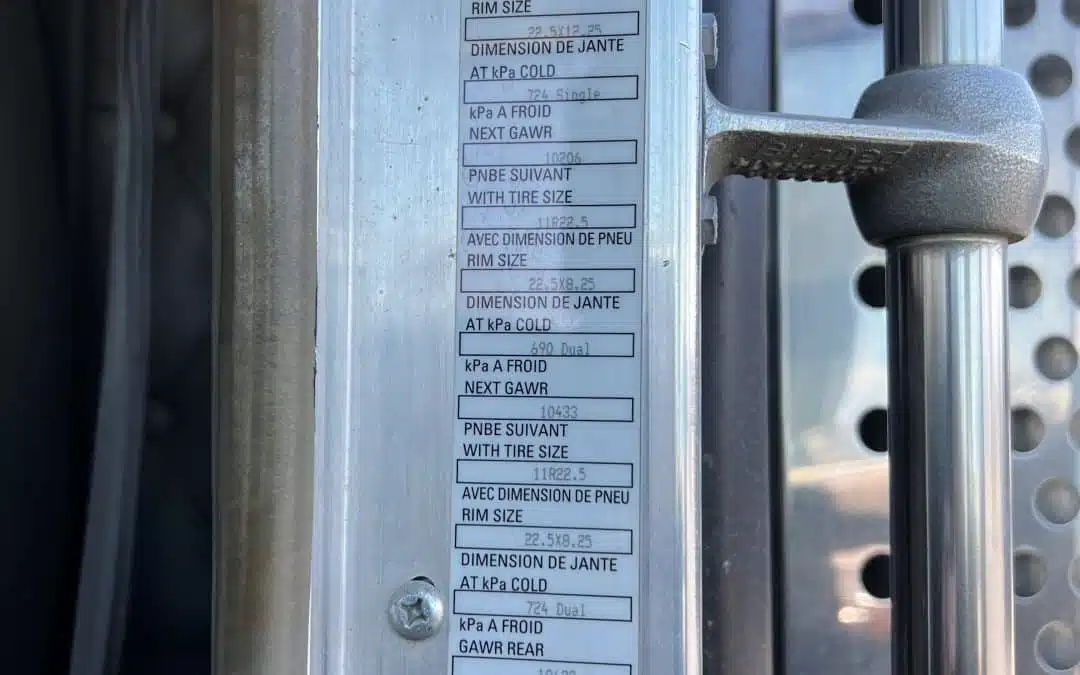 RIM SIZE
22.5X12.25
DIMENSION DE JANTE
AT kPa COLD
724 Single
kPa A FROID
NEXT GAWR
10206
PNBE SUIVANT
WITH TIRE SIZE
11R22.5
AVEC DIMENSION DE PNEU
RIM SIZE
22.5X8.25
DIMENSION DE JANTE
AT kPa COLD
690 Dual
kPa A FROID
NEXT GAWR
10433
PNBE SUIVANT
WITH TIRE SIZE
11R22.5
AVEC DIMENSION DE PNEU
RIM SIZE
22.5X8.25
DIMENSION DE JANTE
AT kPa COLD
724 Dual
kPa A FROID
GAWR REAR